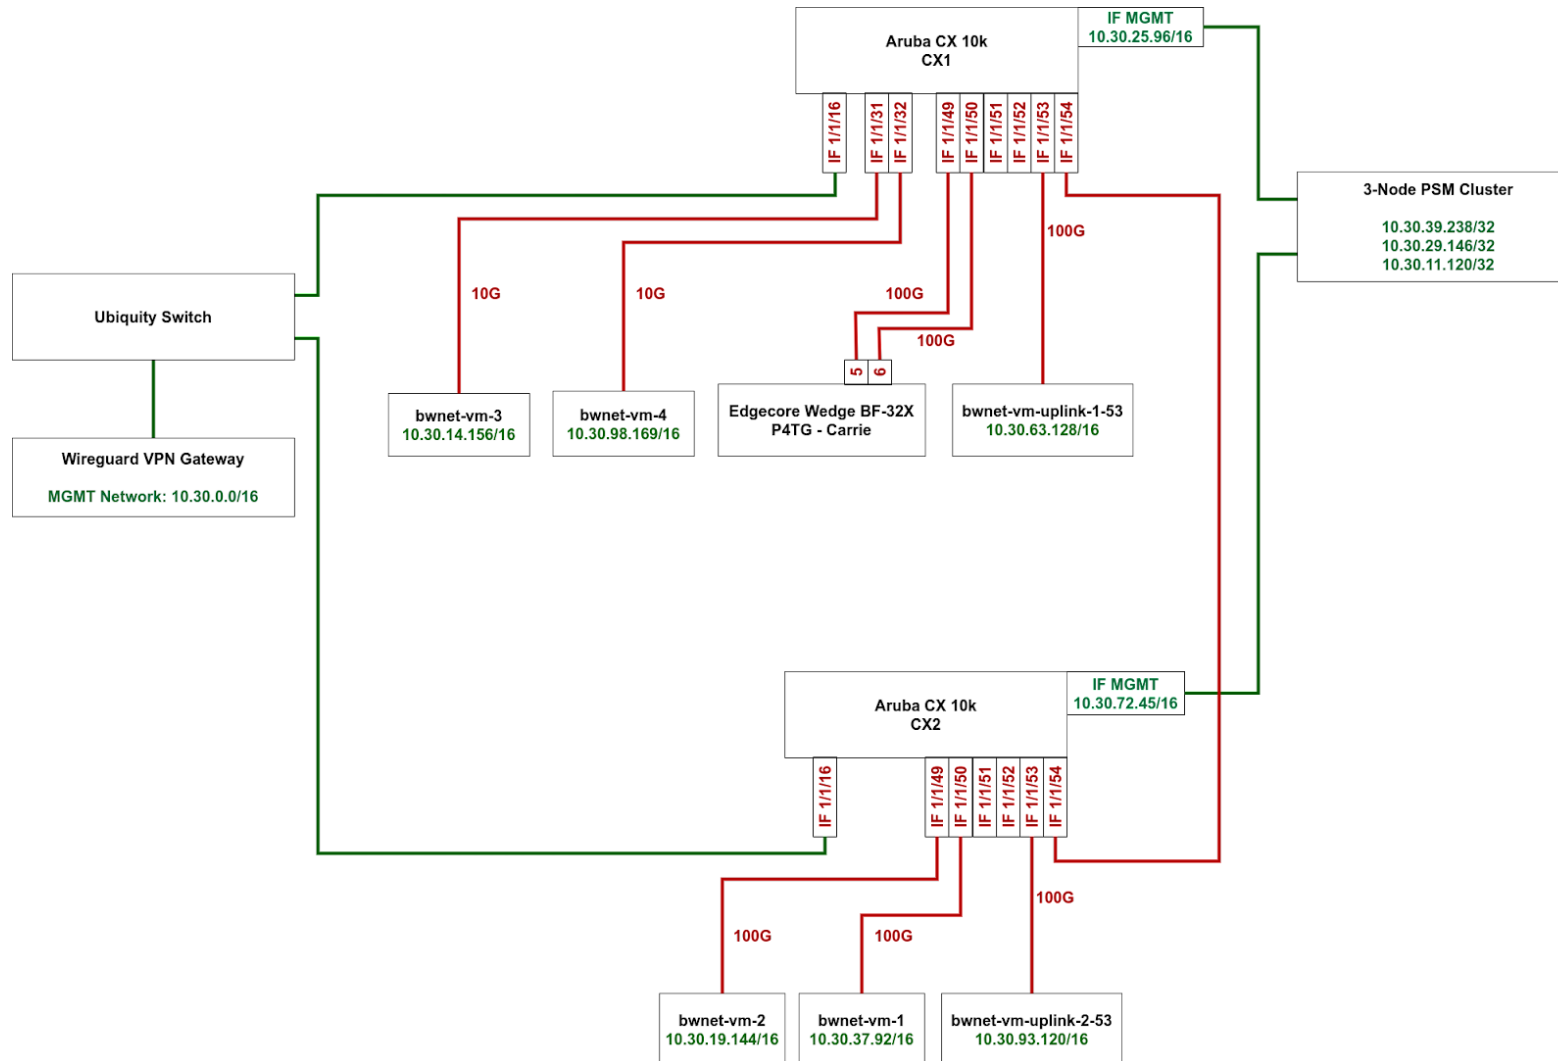 Aruba CX 10k
CX1
IF MGMT
10.30.25.96/16
IF 1/1/16
IF 1/1/31
IF 1/1/32
IF 1/1/49
IF 1/1/50
IF 1/1/51
IF 1/1/52
IF 1/1/53
IF 1/1/54
3-Node PSM Cluster
10.30.39.238/32
10.30.29.146/32
10.30.11.120/32
100G
10G
10G
100G
100G
Ubiquity Switch
5
6
bwnet-vm-3
10.30.14.156/16
bwnet-vm-4
10.30.98.169/16
Edgecore Wedge BF-32X
P4TG - Carrie
bwnet-vm-uplink-1-53
10.30.63.128/16
Wireguard VPN Gateway
MGMT Network: 10.30.0.0/16
Aruba CX 10k
CX2
IF MGMT
10.30.72.45/16
IF 1/1/16
IF 1/1/49
IF 1/1/50
IF 1/1/51
IF 1/1/52
IF 1/1/53
IF 1/1/54
100G
100G
100G
bwnet-vm-2
10.30.19.144/16
bwnet-vm-1
10.30.37.92/16
bwnet-vm-uplink-2-53
10.30.93.120/16